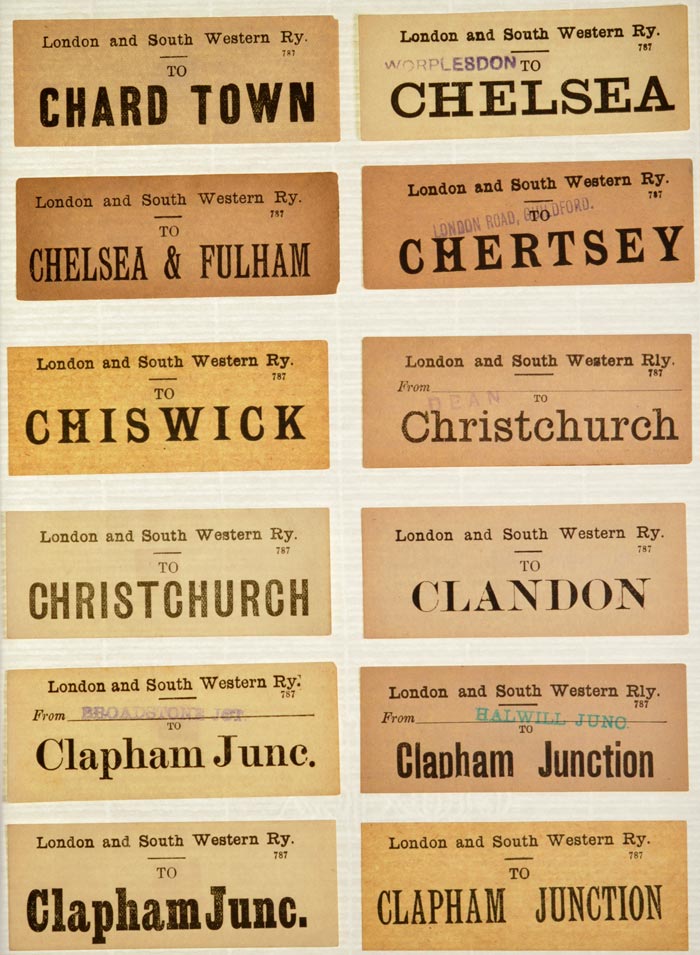 London and South Western Ry.
787
TO
CHARD TOWN
London and South Western Ry.
787
WORPLESDON TO
CHELSEA
London and South Western Ry.
787
TO
CHELSEA & FULHAM
London and South Western Ry.
787
TO
LONDON ROAD, GUILDFORD.
CHERTSEY
London and South Western Ry.
787
TO
CHISWICK
London and South Western Rly.
787
From
DEAN
TO
Christchurch
London and South Western Ry.
787
TO
CHRISTCHURCH
London and South Western Ry.
787
TO
CLANDON
London and South Western Ry.
787
From BROADSTONE JCT.
TO
Clapham Junc.
London and South Western Rly.
787
From HALWILL JUNC.
TO
Clapham Junction
London and South Western Ry.
787
TO
Clapham Junc.
London and South Western Ry.
787
TO
CLAPHAM JUNCTION